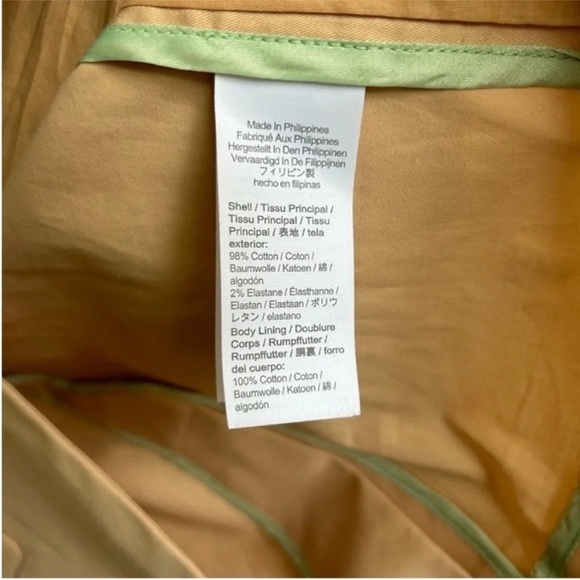 Made In Philippines
Fabriqué Aux Philippines
Hergestellt In Den Philippinen
Vervaardigd In De Filippijnen
フィリピン製
hecho en filipinas
Shell / Tissu Principal /
Tissu Principal / Tissu
Principal / 表地 / tela
exterior:
98% Cotton / Coton /
Baumwolle / Katoen / 綿 /
algodón
2% Elastane / Élasthanne /
Elastan / Elastaan / ポリウ
レタン / elastano
Body Lining / Doublure
Corps / Rumpffutter /
Rumpffutter / 胴裏 / forro
del cuerpo:
100% Cotton / Coton /
Baumwolle / Katoen / 綿 /
algodón